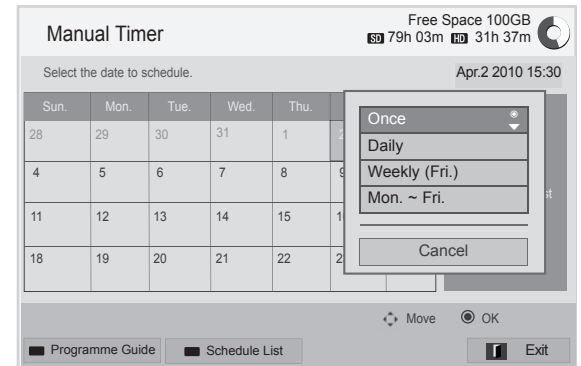 Manual Timer
Free Space 100GB
SD 79h 03m HD 31h 37m
Select the date to schedule.
Apr.2 2010 15:30
Sun. Mon. Tue. Wed. Thu.
28 29 30 31 1 2
4 5 6 7 8 9
11 12 13 14 15
18 19 20 21 22
Once
Daily
Weekly (Fri.)
Mon. ~ Fri.
Cancel
Move OK
Programme Guide Schedule List Exit